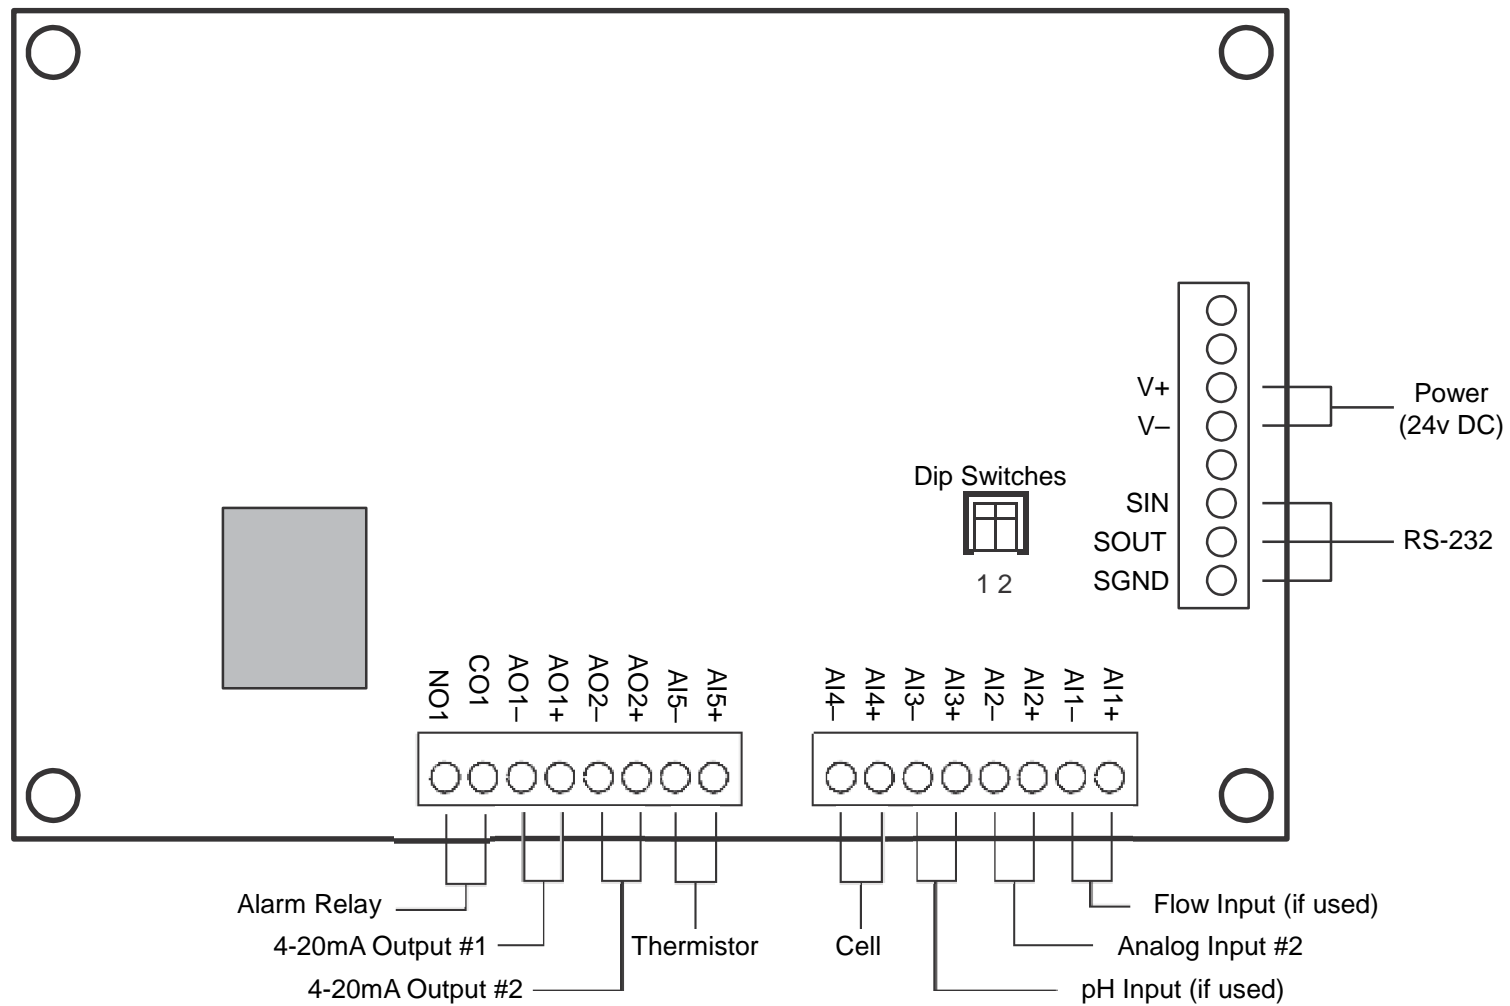 V+
V–
Power
(24v DC)
Dip Switches
SIN
SOUT
RS-232
SGND
1 2
NO1
CO1
AO1–
AO1+
AO2–
AO2+
AI5–
AI5+
AI4–
AI4+
AI3–
AI3+
AI2–
AI2+
AI1–
AI1+
Alarm Relay
Flow Input (if used)
4-20mA Output #1
Thermistor
Cell
Analog Input #2
4-20mA Output #2
pH Input (if used)